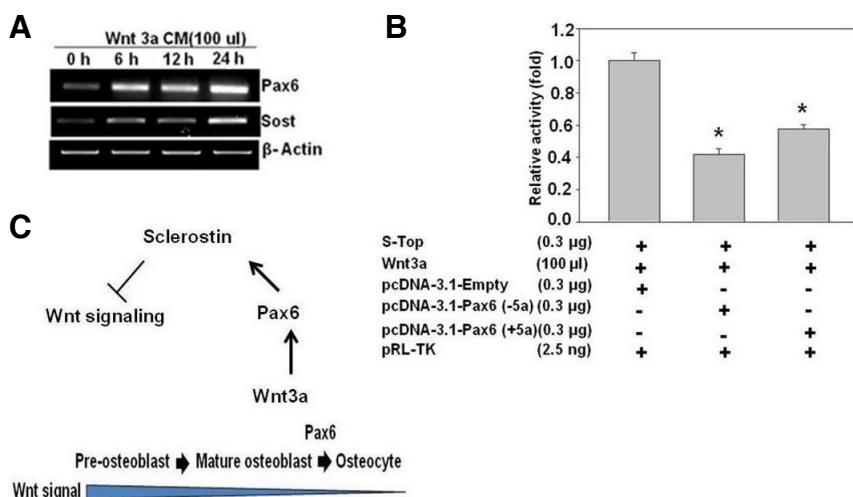 A
Wnt 3a CM(100 ul)
0 h 6 h 12 h 24 h
Pax6
Sost
β- Actin
B
Relative activity (fold)
1.2
1.0
0.8
0.6
0.4
0.2
0.0
* *
S-Top (0.3 µg) + + +
Wnt3a (100 µl) + + +
pcDNA-3.1-Empty (0.3 µg) + - -
pcDNA-3.1-Pax6 (-5a) (0.3 µg) - + -
pcDNA-3.1-Pax6 (+5a)(0.3 µg) - - +
pRL-TK (2.5 ng) + + +
C
Sclerostin
Wnt signaling
Pax6
Wnt3a
Pax6
Pre-osteoblast Mature osteoblast Osteocyte
Wnt signal